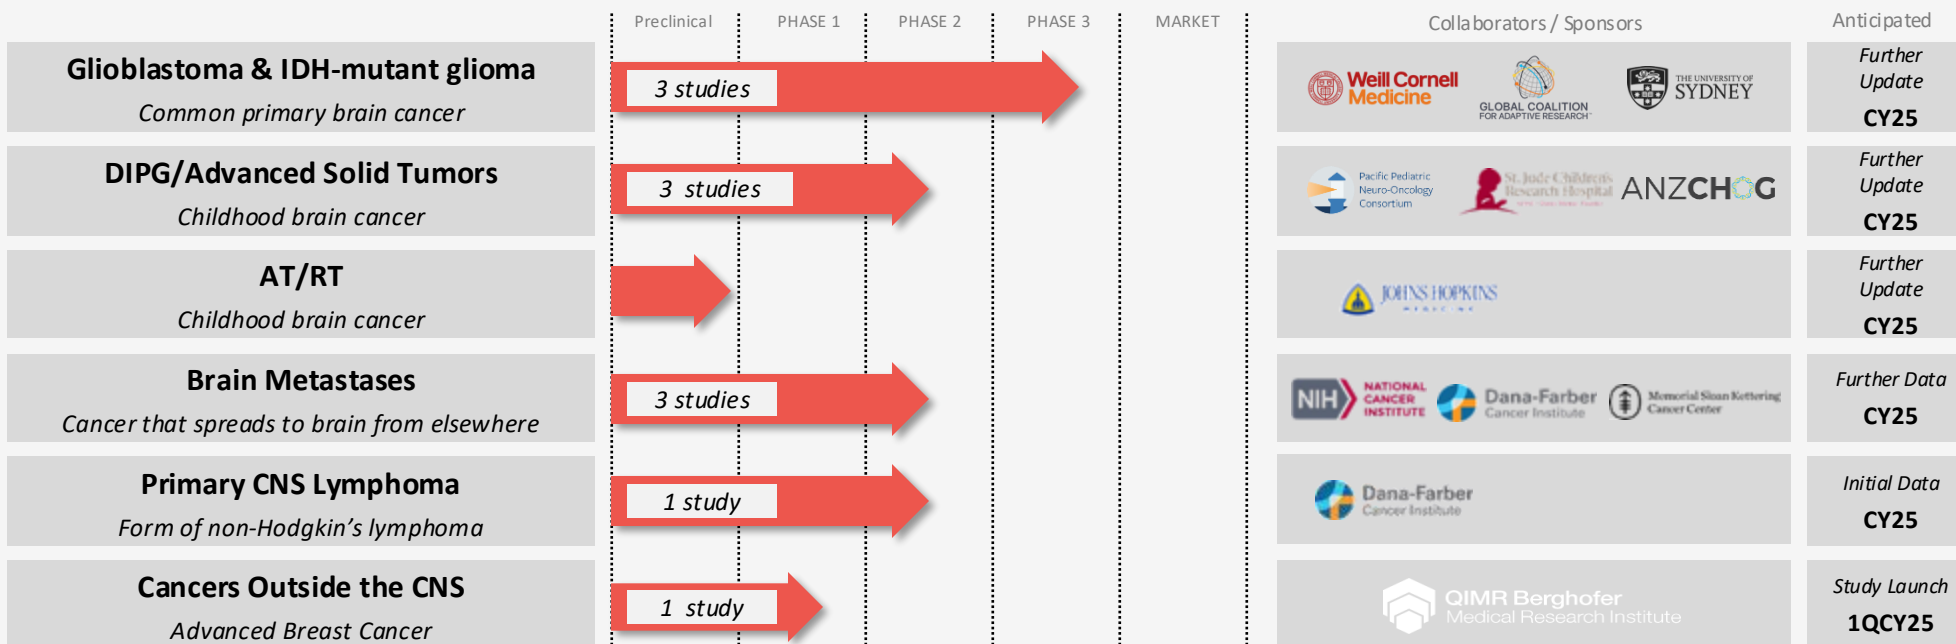 Preclinical PHASE 1 PHASE 2 PHASE 3 MARKET Collaborators / Sponsors Anticipated
Glioblastoma & IDH-mutant glioma
Common primary brain cancer
3 studies
Weill Cornell
Medicine
GLOBAL COALITION
FOR ADAPTIVE RESEARCH
THE UNIVERSITY OF
SYDNEY
Further
Update
CY25
DIPG/Advanced Solid Tumors
Childhood brain cancer
3 studies
Pacific Pediatric
Neuro-Oncology
Consortium
St. Jude Children's
Research Hospital
ANZCHOG
Further
Update
CY25
AT/RT
Childhood brain cancer
JOHNS HOPKINS
MEDICINE
Further
Update
CY25
Brain Metastases
Cancer that spreads to brain from elsewhere
3 studies
NIH
NATIONAL
CANCER
INSTITUTE
Dana-Farber
Cancer Institute
Memorial Sloan Kettering
Cancer Center
Further Data
CY25
Primary CNS Lymphoma
Form of non-Hodgkin’s lymphoma
1 study
Dana-Farber
Cancer Institute
Initial Data
CY25
Cancers Outside the CNS
Advanced Breast Cancer
1 study
QIMR Berghofer
Medical Research Institute
Study Launch
1QCY25